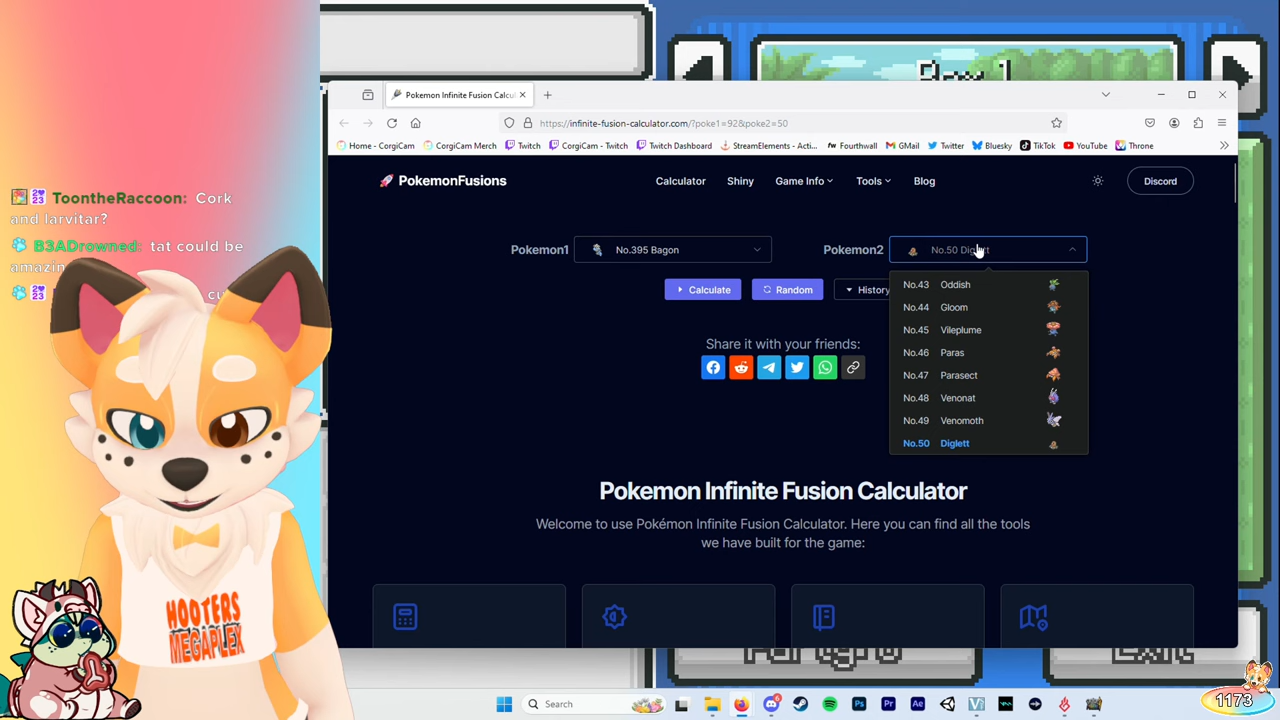 Pokemon Infinite Fusion Calcul
https://infinite-fusion-calculator.com/?poke1=92&poke2=50
Home - CorgiCam
CorgiCam Merch
Twitch
CorgiCam - Twitch
Twitch Dashboard
StreamElements - Acti...
fw Fourthwall
GMail
Twitter
Bluesky
TikTok
YouTube
Throne
PokemonFusions
Calculator
Shiny
Game Info
Tools
Blog
Discord
ToontheRaccoon: Cork
and larvitar?
B3ADrowned: tat could be
amazin
Pokemon1
No.395 Bagon
Pokemon2
No.50 Diglett
Calculate
Random
History
No.43 Oddish
No.44 Gloom
No.45 Vileplume
No.46 Paras
No.47 Parasect
No.48 Venonat
No.49 Venomoth
No.50 Diglett
Share it with your friends:
Pokemon Infinite Fusion Calculator
Welcome to use Pokémon Infinite Fusion Calculator. Here you can find all the tools
we have built for the game:
HOOTERS
MEGAPLEX
Search
6
1173